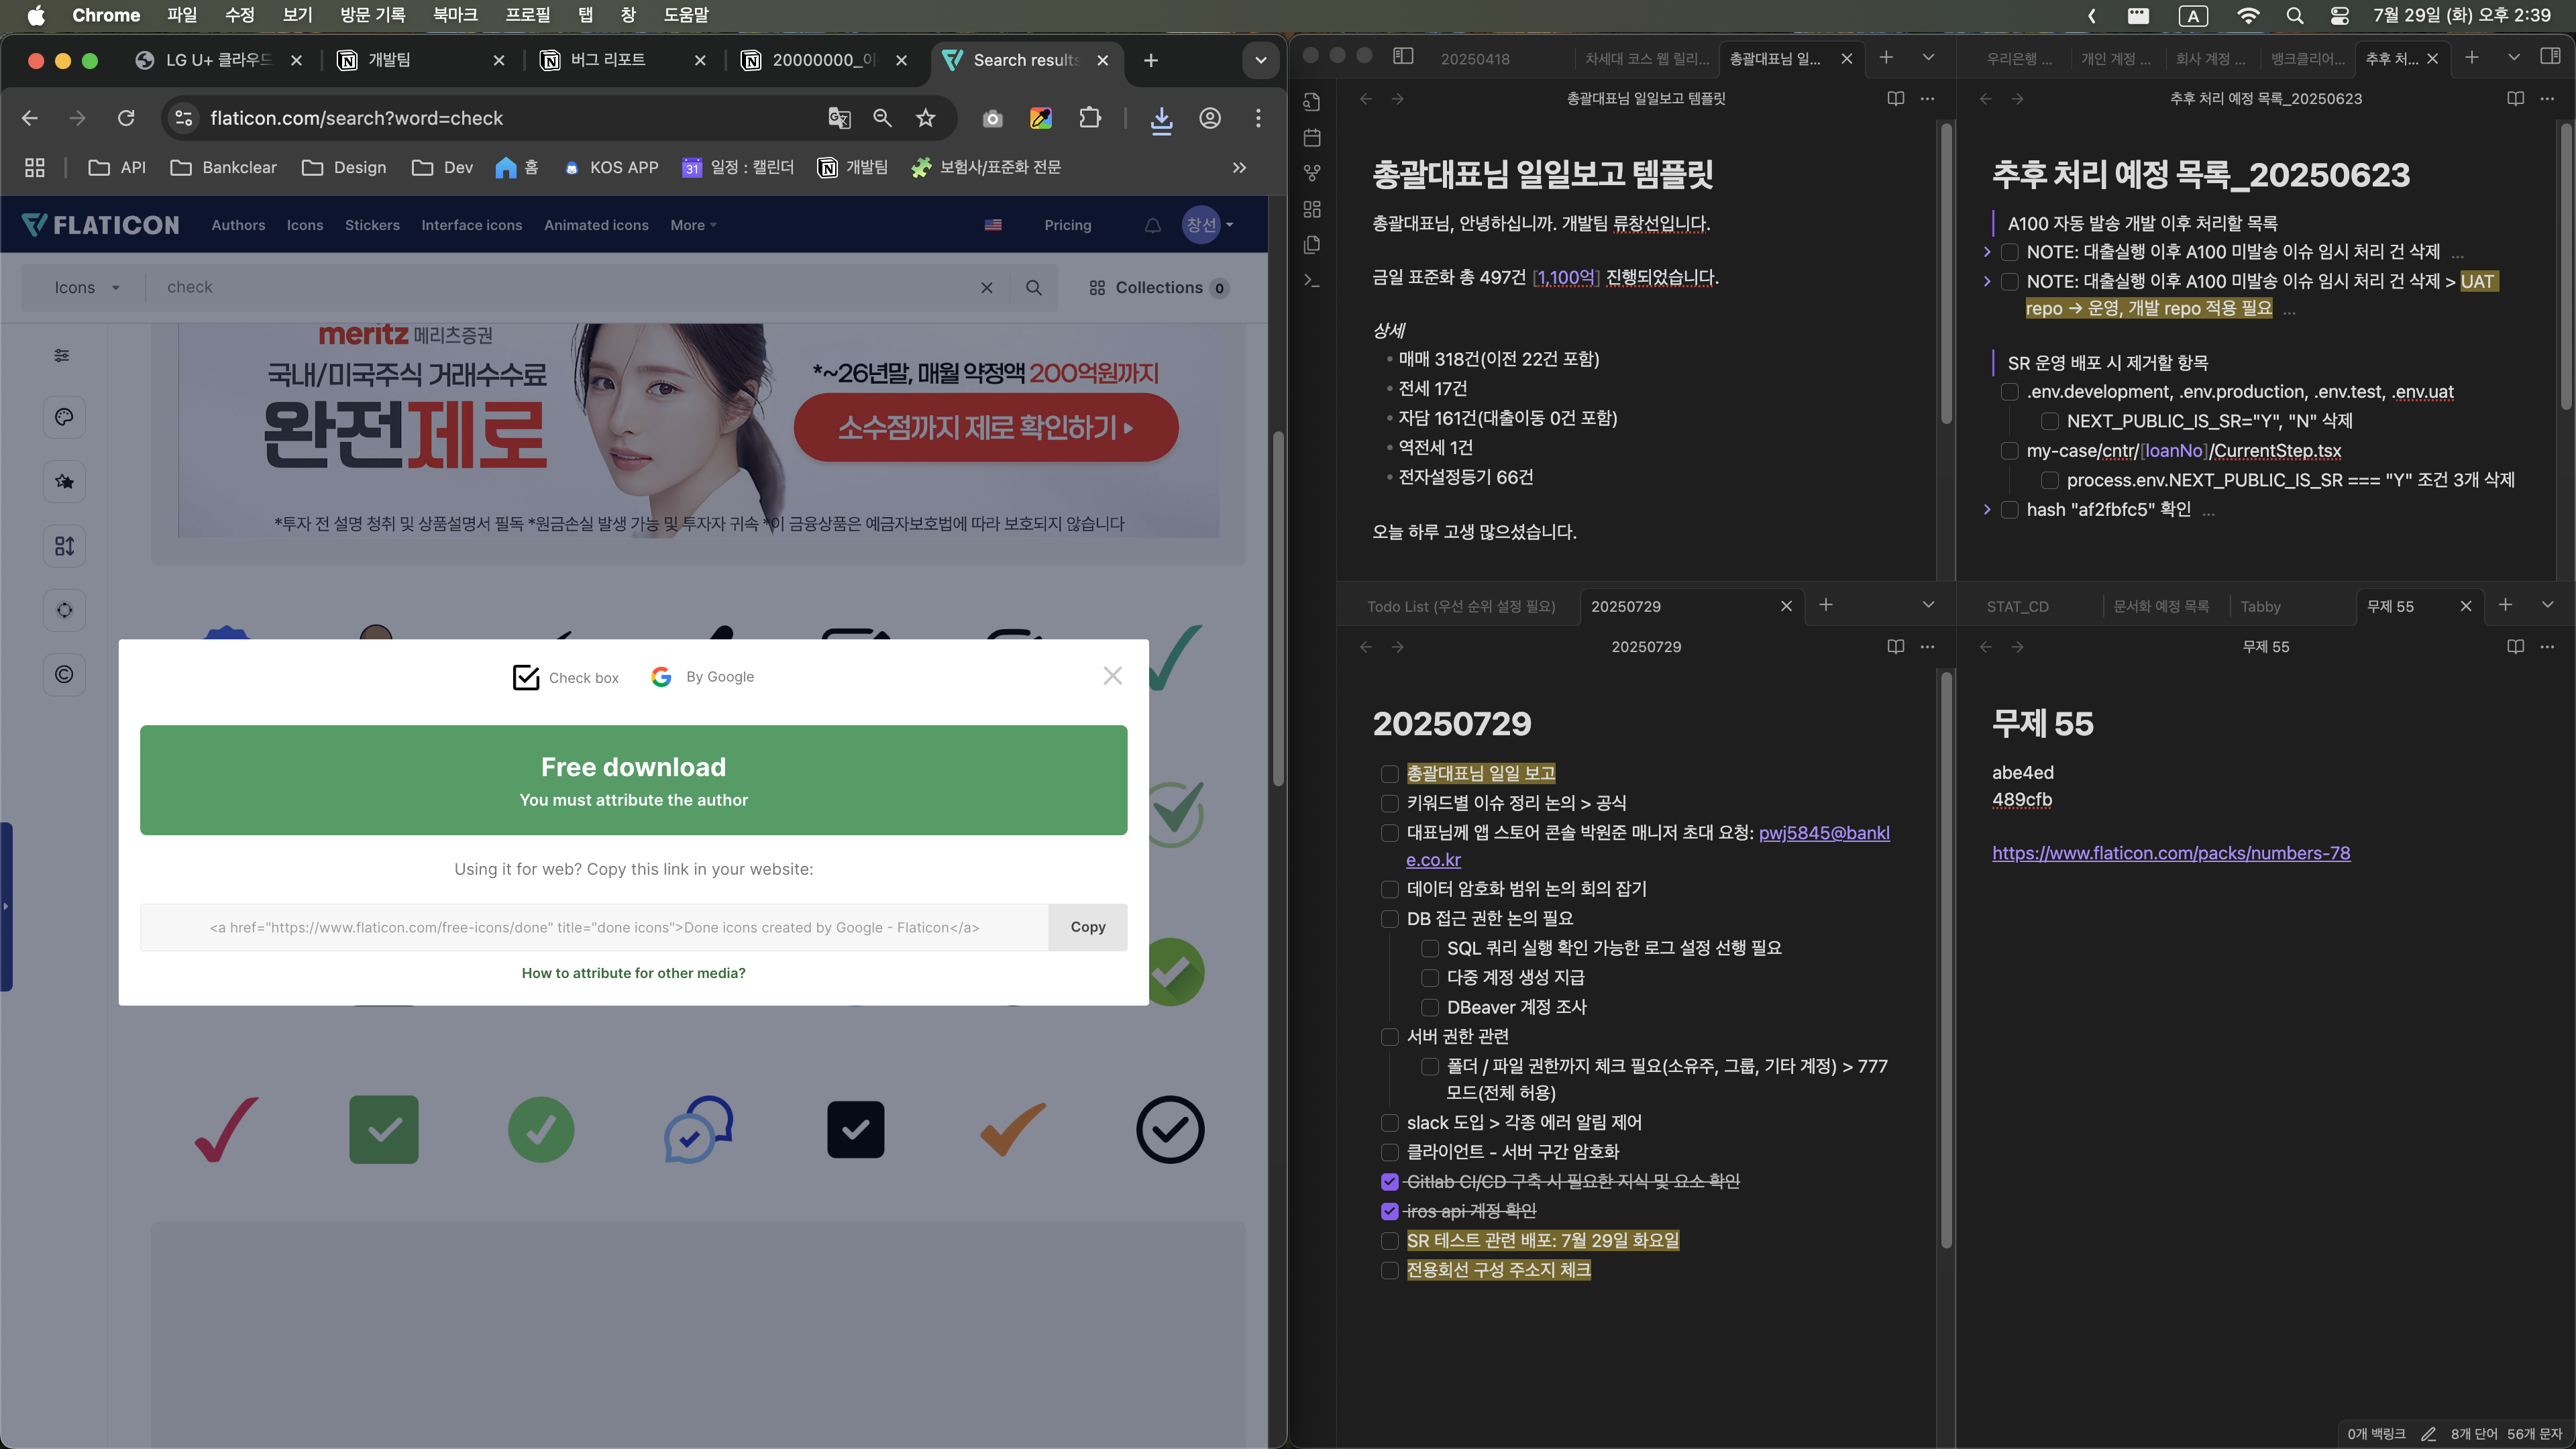 Chrome 파일 수정 보기 방문 기록 북마크 프로필 탭 창 도움말
A 7월 29일 (화) 오후 2:39
LG U+ 클라우드
개발팀
버그 리포트
20000000_이
Search results
flaticon.com/search?word=check
API Bankclear Design Dev 홈 KOS APP 31 일정 : 캘린더 개발팀 보험사/표준화 전문
FLATICON Authors Icons Stickers Interface icons Animated icons More Pricing 창선
Icons check Collections 0
meritz 메리츠증권
국내/미국주식 거래수수료
완전제로
*~26년말, 매월 약정액 200억원까지
소수점까지 제로 확인하기
*투자 전 설명 청취 및 상품설명서 필독 *원금손실 발생 가능 및 투자자 귀속 *이 금융상품은 예금자보호법에 따라 보호되지 않습니다
Check box By Google
Free download
You must attribute the author
Using it for web? Copy this link in your website:
<a href="https://www.flaticon.com/free-icons/done" title="done icons">Done icons created by Google - Flaticon</a>
Copy
How to attribute for other media?
20250418 차세대 코스 웹 릴리... 총괄대표님 일...
총괄대표님 일일보고 템플릿
총괄대표님 일일보고 템플릿
총괄대표님, 안녕하십니까. 개발팀 류창선입니다.
금일 표준화 총 497건 [1,100억] 진행되었습니다.
상세
매매 318건(이전 22건 포함)
전세 17건
자담 161건(대출이동 0건 포함)
역전세 1건
전자설정등기 66건
오늘 하루 고생 많으셨습니다.
우리은행 ... 개인 계정 ... 회사 계정 ... 뱅크클리어... 추후 처...
추후 처리 예정 목록_20250623
추후 처리 예정 목록_20250623
A100 자동 발송 개발 이후 처리할 목록
NOTE: 대출실행 이후 A100 미발송 이슈 임시 처리 건 삭제 ...
NOTE: 대출실행 이후 A100 미발송 이슈 임시 처리 건 삭제 > UAT
repo → 운영, 개발 repo 적용 필요 ...
SR 운영 배포 시 제거할 항목
.env.development, .env.production, .env.test, .env.uat
NEXT_PUBLIC_IS_SR="Y", "N" 삭제
my-case/cntr/[loanNo]/CurrentStep.tsx
process.env.NEXT_PUBLIC_IS_SR === "Y" 조건 3개 삭제
hash "af2fbfc5" 확인 ...
Todo List (우선 순위 설정 필요) 20250729
20250729
20250729
총괄대표님 일일 보고
키워드별 이슈 정리 논의 > 공식
대표님께 앱 스토어 콘솔 박원준 매니저 초대 요청: pwj5845@bankl
e.co.kr
데이터 암호화 범위 논의 회의 잡기
DB 접근 권한 논의 필요
SQL 쿼리 실행 확인 가능한 로그 설정 선행 필요
다중 계정 생성 지급
DBeaver 계정 조사
서버 권한 관련
폴더 / 파일 권한까지 체크 필요(소유주, 그룹, 기타 계정) > 777
모드(전체 허용)
slack 도입 > 각종 에러 알림 제어
클라이언트 - 서버 구간 암호화
Gitlab CI/CD 구축 시 필요한 지식 및 요소 확인
iros api 계정 확인
SR 테스트 관련 배포: 7월 29일 화요일
전용회선 구성 주소지 체크
STAT_CD 문서화 예정 목록 Tabby 무제 55
무제 55
무제 55
abe4ed
489cfb
https://www.flaticon.com/packs/numbers-78
0개 백링크 8개 단어 56개 문자